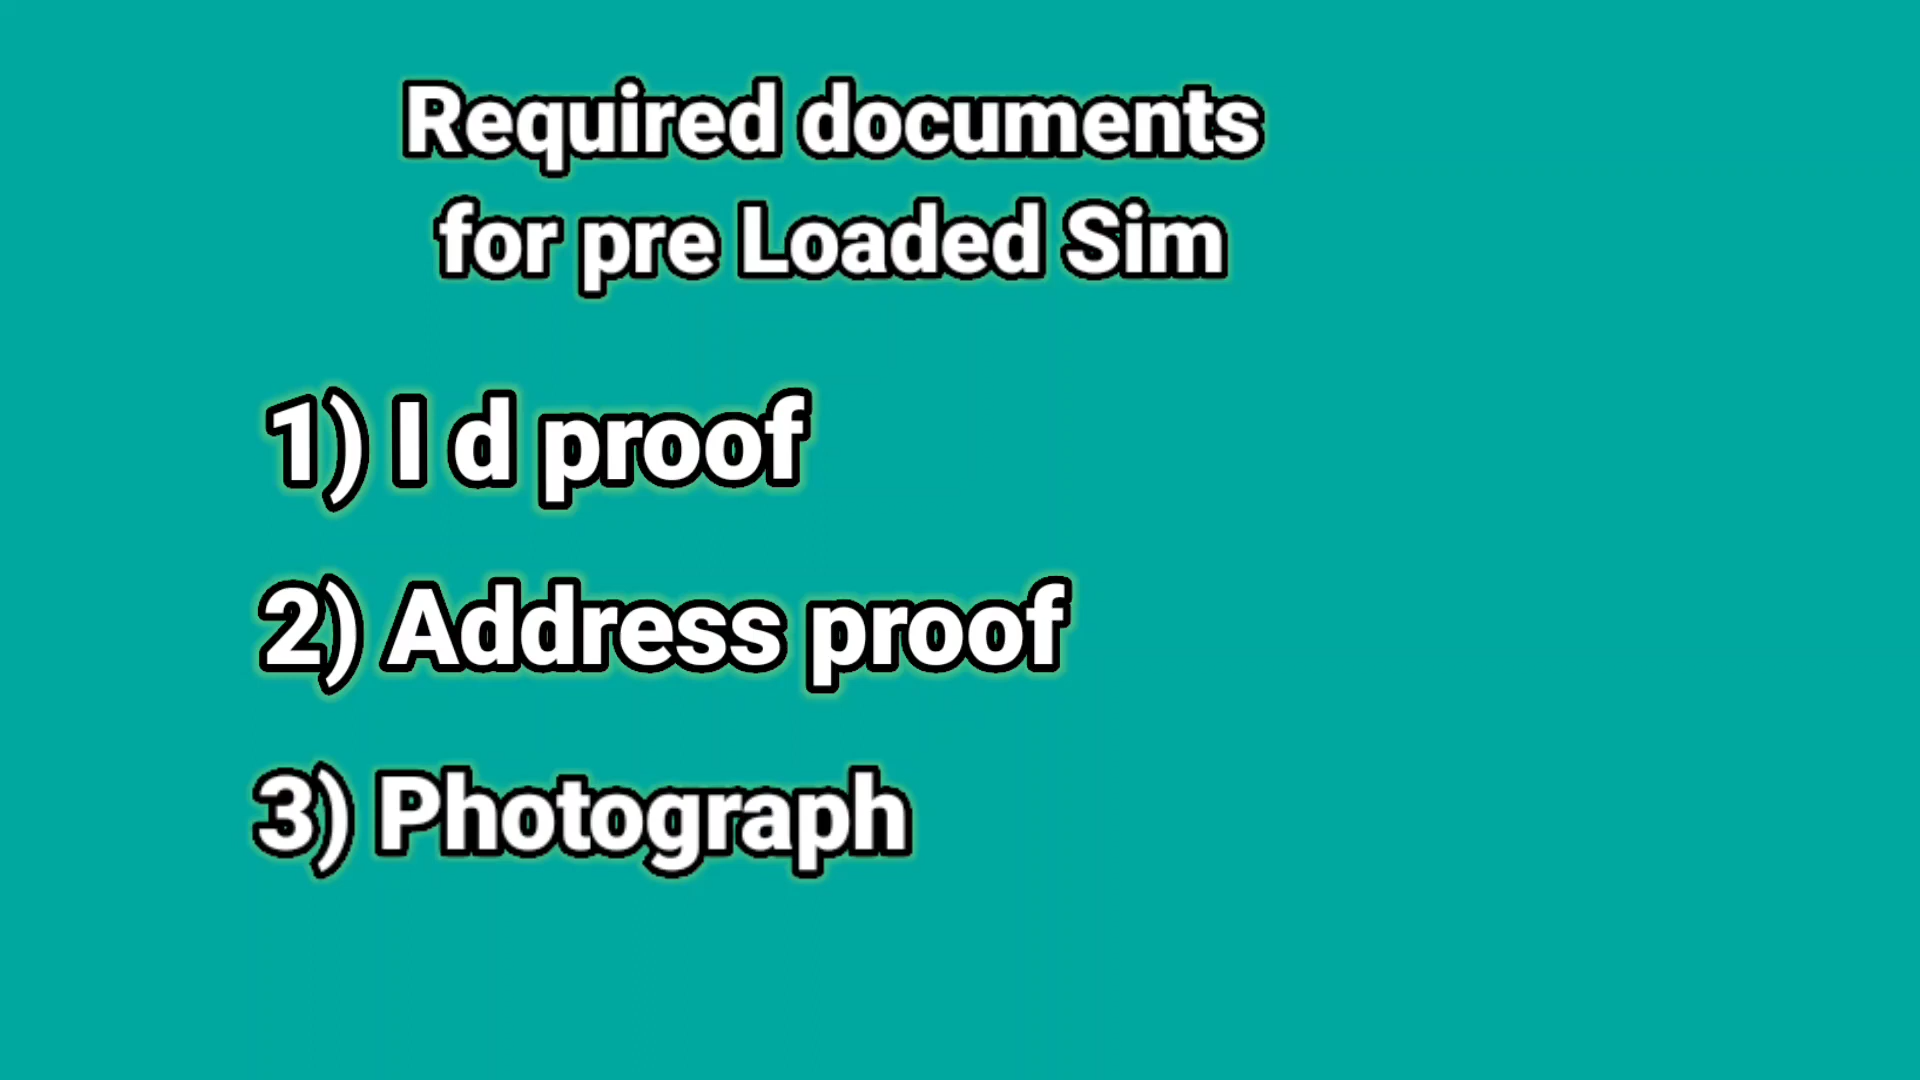 Required documents
for pre Loaded Sim
1) I d proof
2) Address proof
3) Photograph